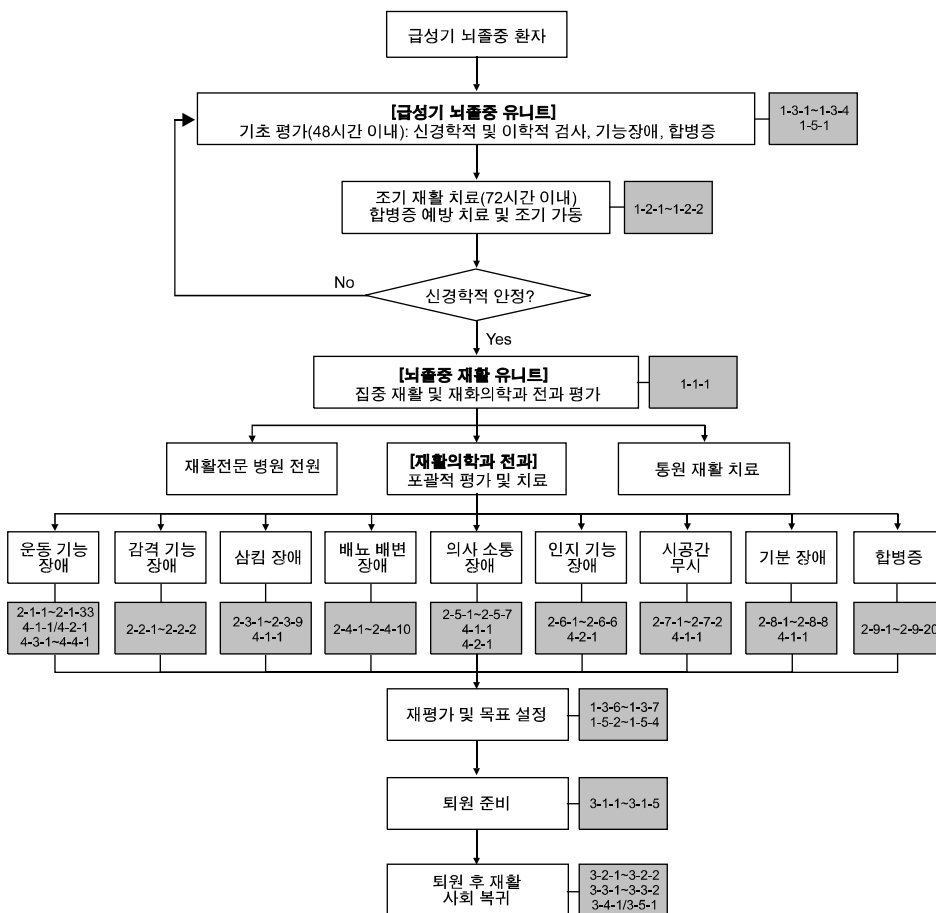 급성기 뇌졸중 환자
[급성기 뇌졸중 유니트]
기초 평가(48시간 이내): 신경학적 및 이학적 검사, 기능장애, 합병증
1-3-1~1-3-4
1-5-1
조기 재활 치료(72시간 이내)
합병증 예방 치료 및 조기 가동
1-2-1~1-2-2
No
신경학적 안정?
Yes
[뇌졸중 재활 유니트]
집중 재활 및 재화의학과 전과 평가
1-1-1
재활전문 병원 전원
[재활의학과 전과]
포괄적 평가 및 치료
통원 재활 치료
운동 기능
장애
감격 기능
장애
삼킴 장애
배뇨 배변
장애
의사 소통
장애
인지 기능
장애
시공간
무시
기분 장애
합병증
2-1-1~2-1-33
4-1-1/4-2-1
4-3-1~4-4-1
2-2-1~2-2-2
2-3-1~2-3-9
4-1-1
2-4-1~2-4-10
2-5-1~2-5-7
4-1-1
4-2-1
2-6-1~2-6-6
4-2-1
2-7-1~2-7-2
4-1-1
2-8-1~2-8-8
4-1-1
2-9-1~2-9-20
재평가 및 목표 설정
1-3-6~1-3-7
1-5-2~1-5-4
퇴원 준비
3-1-1~3-1-5
퇴원 후 재활
사회 복귀
3-2-1~3-2-2
3-3-1~3-3-2
3-4-1/3-5-1